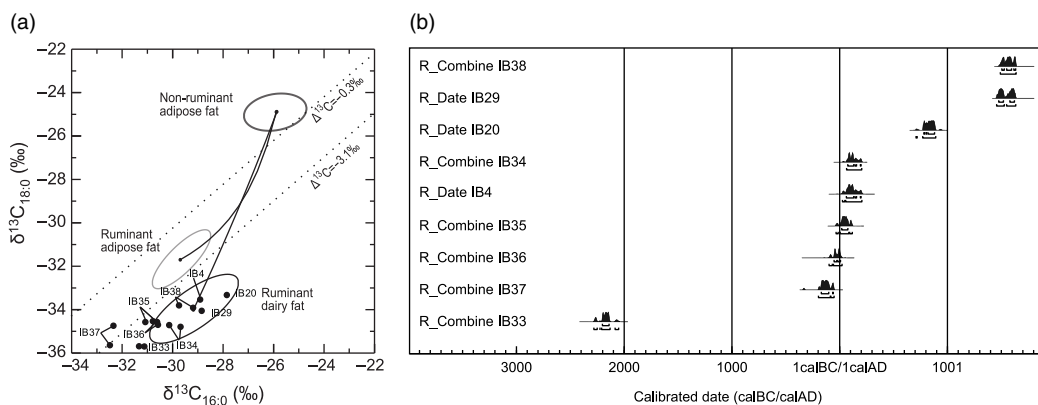 (a)
−22
−24
−26
−28
−30
−32
−34
−36
δ¹³C₁₈:₀ (‰)
Non-ruminant
adipose fat
Δ¹³C=−0.3‰
Δ¹³C=−3.1‰
Ruminant
adipose fat
IB4
IB38
IB20
IB35
Ruminant
dairy fat
IB29
IB37
IB36
IB33
IB34
−34 −32 −30 −28 −26 −24 −22
δ¹³C₁₆:₀ (‰)
(b)
R_Combine IB38
R_Date IB29
R_Date IB20
R_Combine IB34
R_Date IB4
R_Combine IB35
R_Combine IB36
R_Combine IB37
R_Combine IB33
3000 2000 1calBC/1calAD 1001
Calibrated date (calBC/calAD)